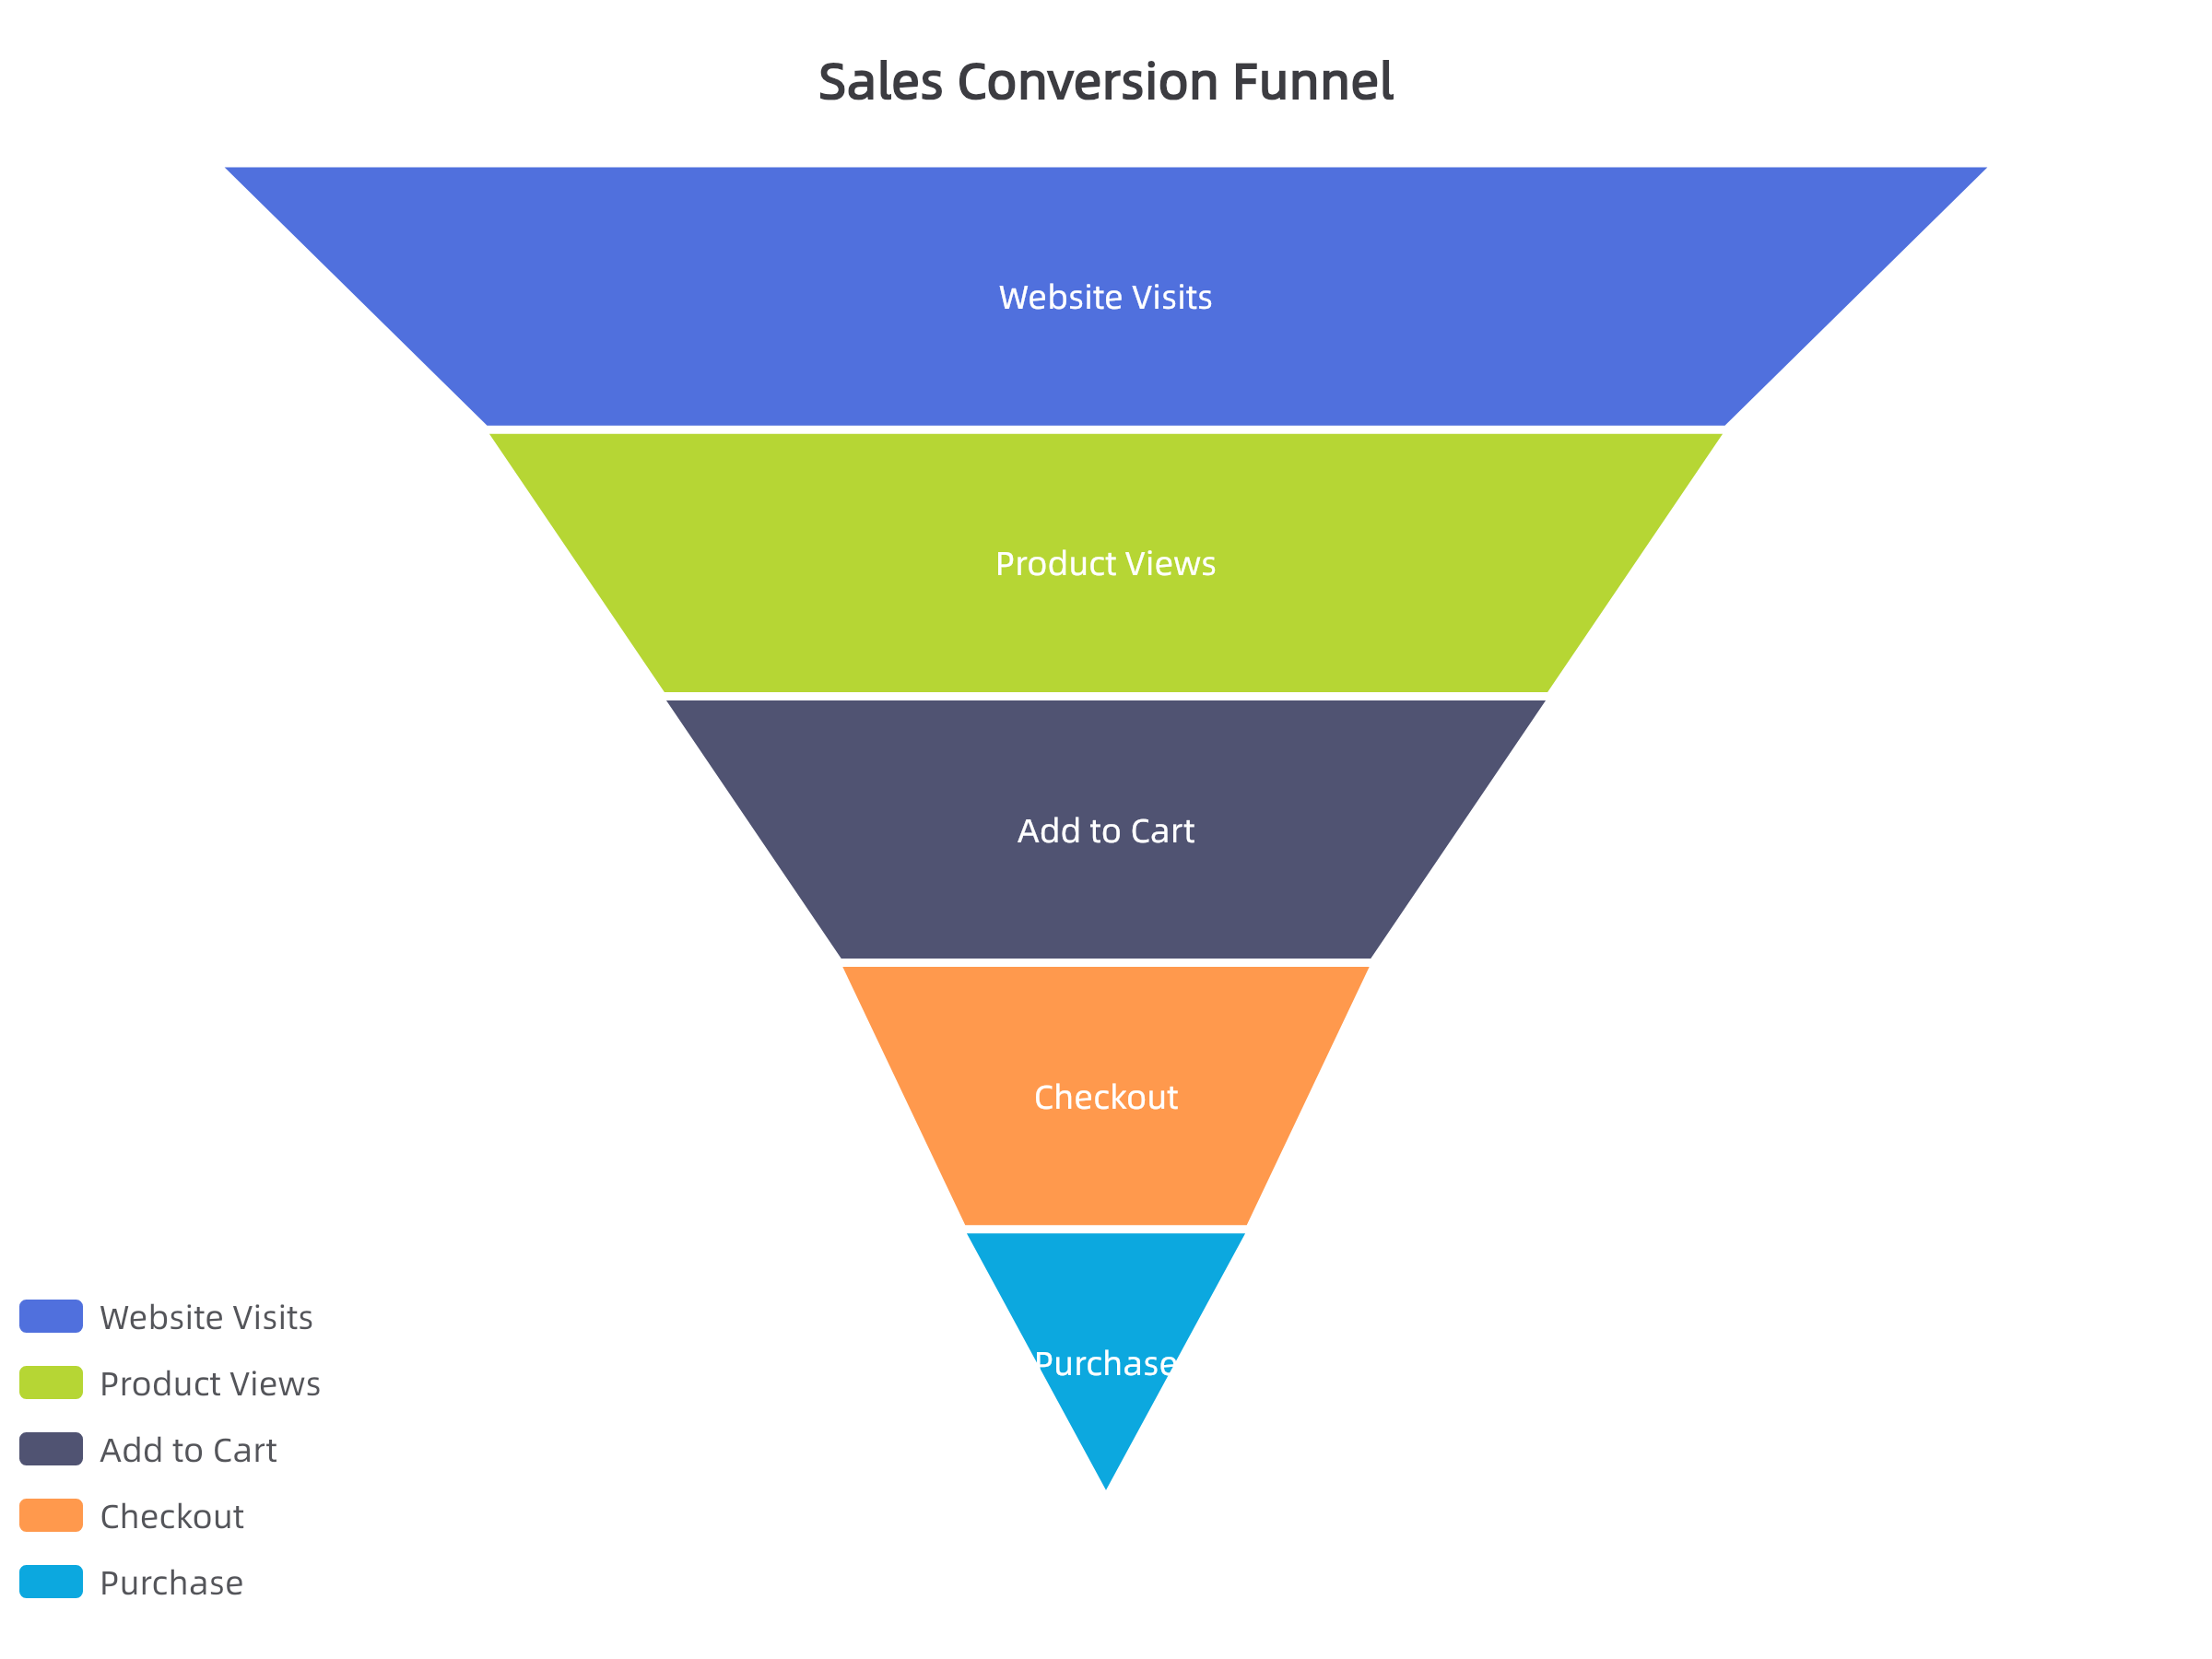 Sales Conversion Funnel
Website Visits
Product Views
Add to Cart
Checkout
Purchase
Website Visits
Product Views
Add to Cart
Checkout
Purchase